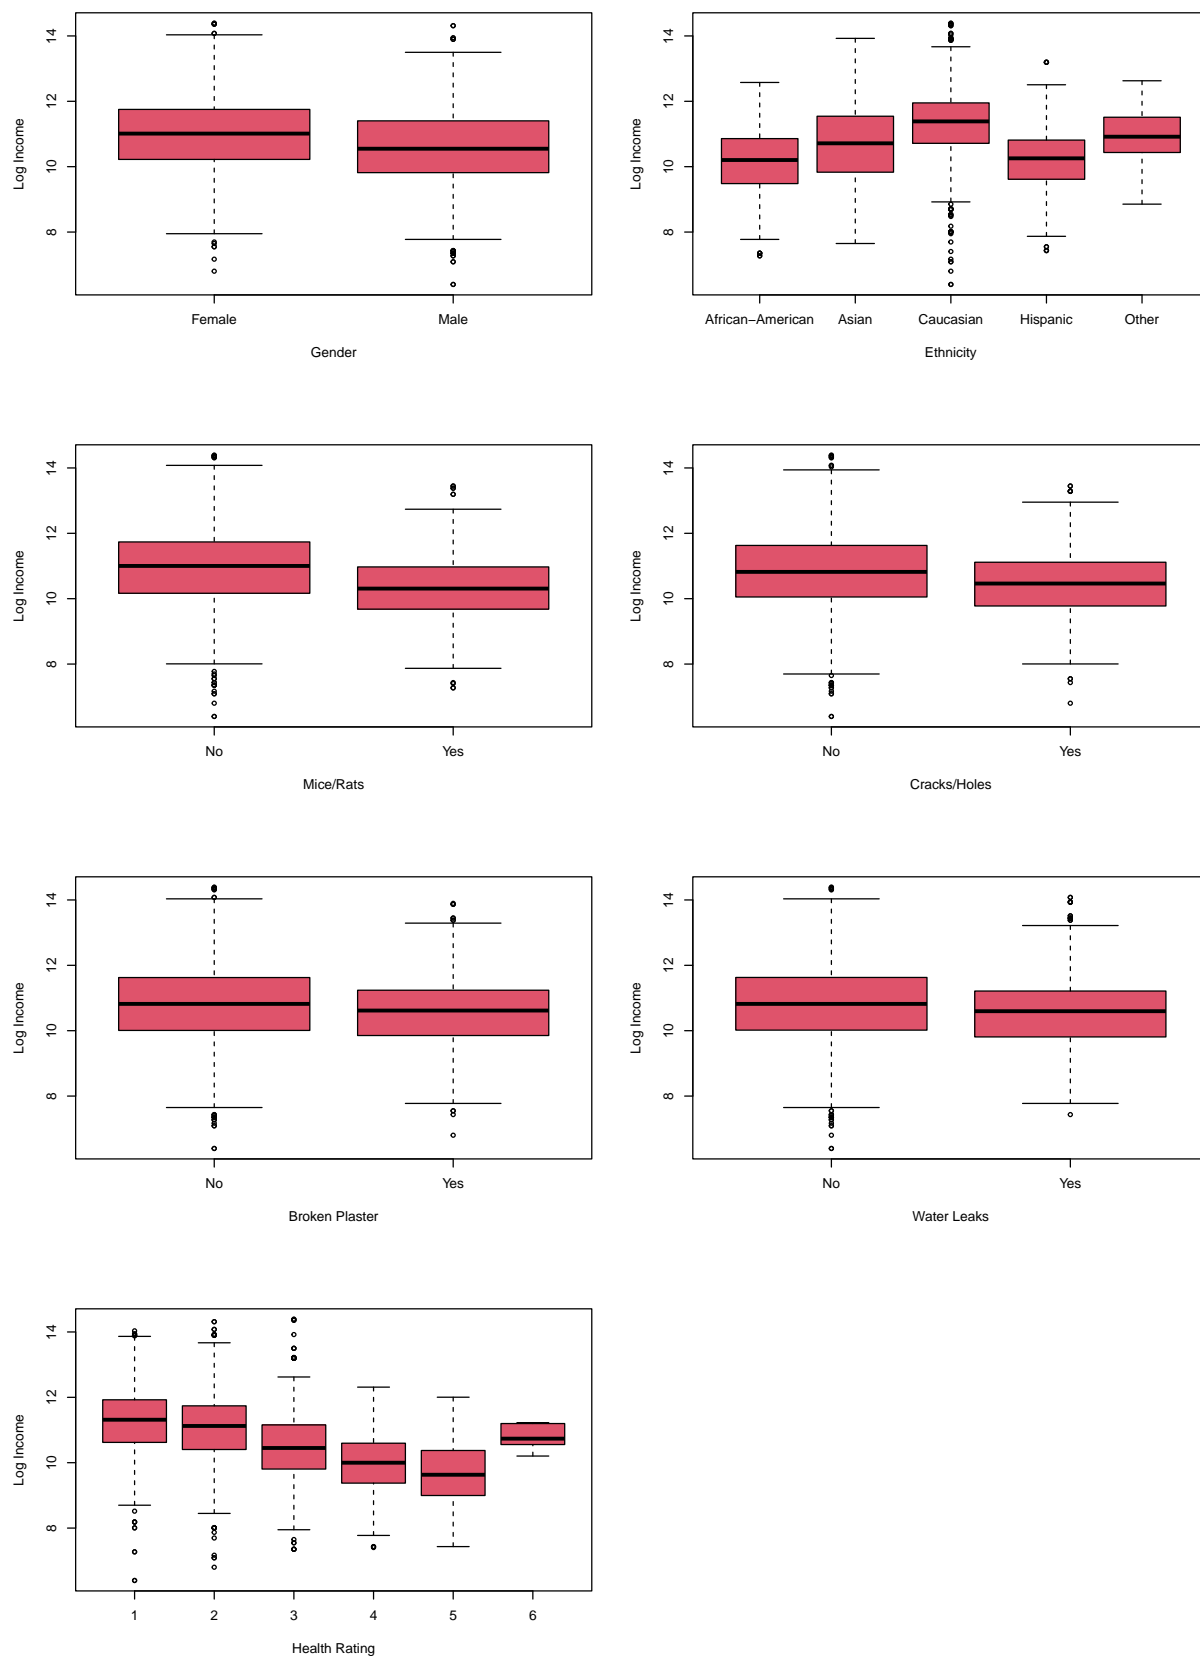 Log Income
14
12
10
8
Female Male
Gender
Log Income
14
12
10
8
African−American Asian Caucasian Hispanic Other
Ethnicity
Log Income
14
12
10
8
No Yes
Mice/Rats
Log Income
14
12
10
8
No Yes
Cracks/Holes
Log Income
14
12
10
8
No Yes
Broken Plaster
Log Income
14
12
10
8
No Yes
Water Leaks
Log Income
14
12
10
8
1 2 3 4 5 6
Health Rating